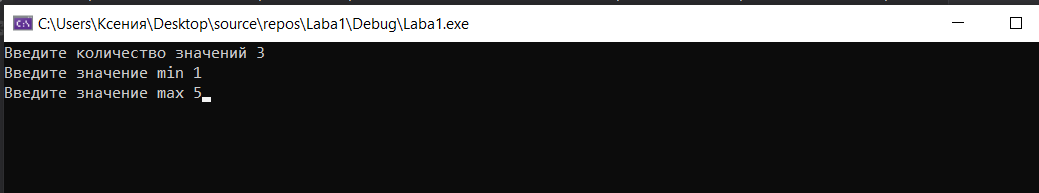 C:\Users\Ксения\Desktop\source\repos\Laba1\Debug\Laba1.exe
Введите количество значений 3
Введите значение min 1
Введите значение max 5